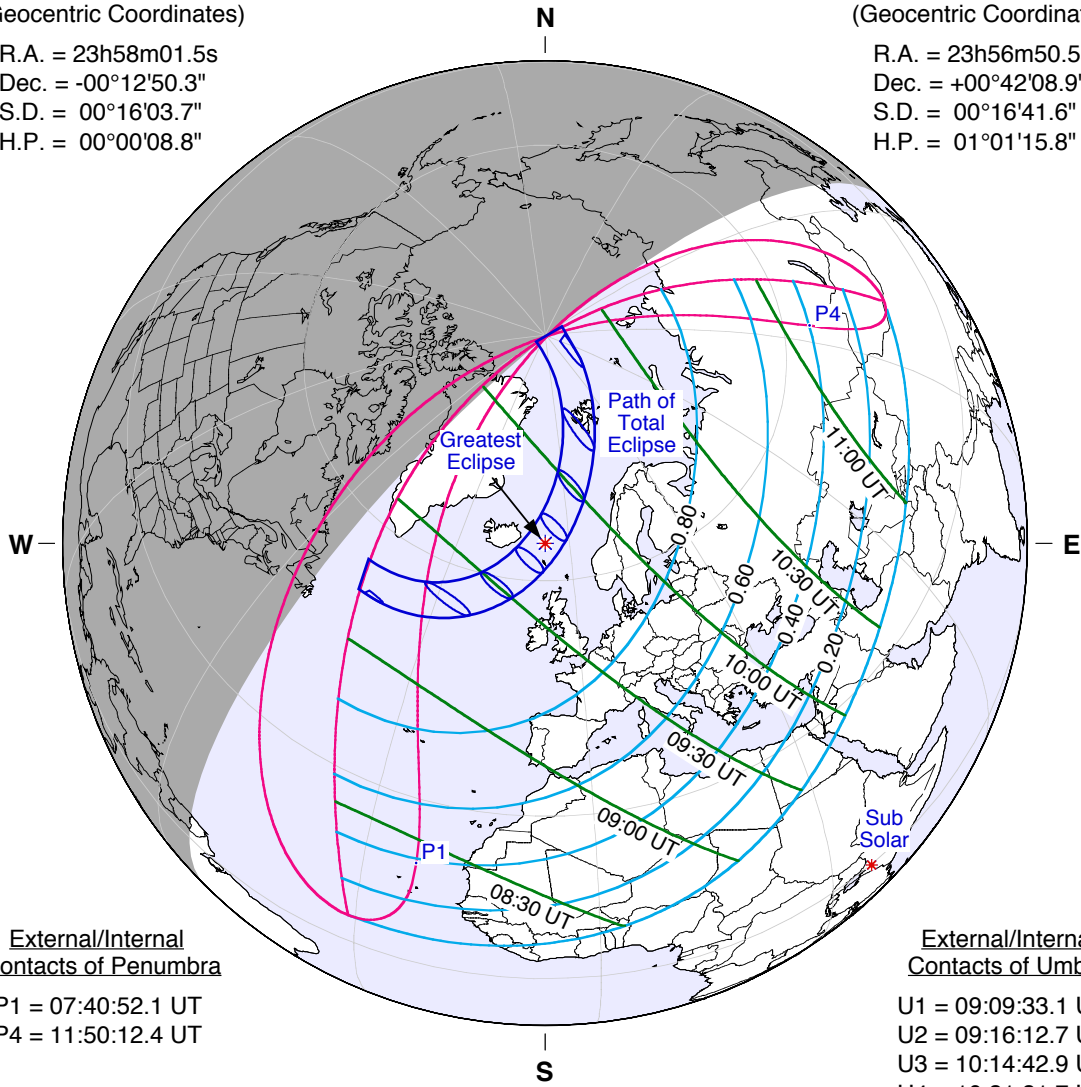 N
Geocentric Coordinates)
R.A. = 23h58m01.5s
Dec. = -00°12'50.3"
S.D. = 00°16'03.7"
H.P. = 00°00'08.8"
(Geocentric Coordinat
R.A. = 23h56m50.5
Dec. = +00°42'08.9"
S.D. = 00°16'41.6"
H.P. = 01°01'15.8"
P4
Path of
Total
Eclipse
Greatest
Eclipse
11:00 UT
W
E
0.80
0.60
0.40
0.20
10:30 UT
10:00 UT
09:30 UT
09:00 UT
08:30 UT
Sub
Solar
P1
External/Internal
ontacts of Penumbra
P1 = 07:40:52.1 UT
P4 = 11:50:12.4 UT
External/Interna
Contacts of Umb
U1 = 09:09:33.1 U
U2 = 09:16:12.7 U
U3 = 10:14:42.9 U
S